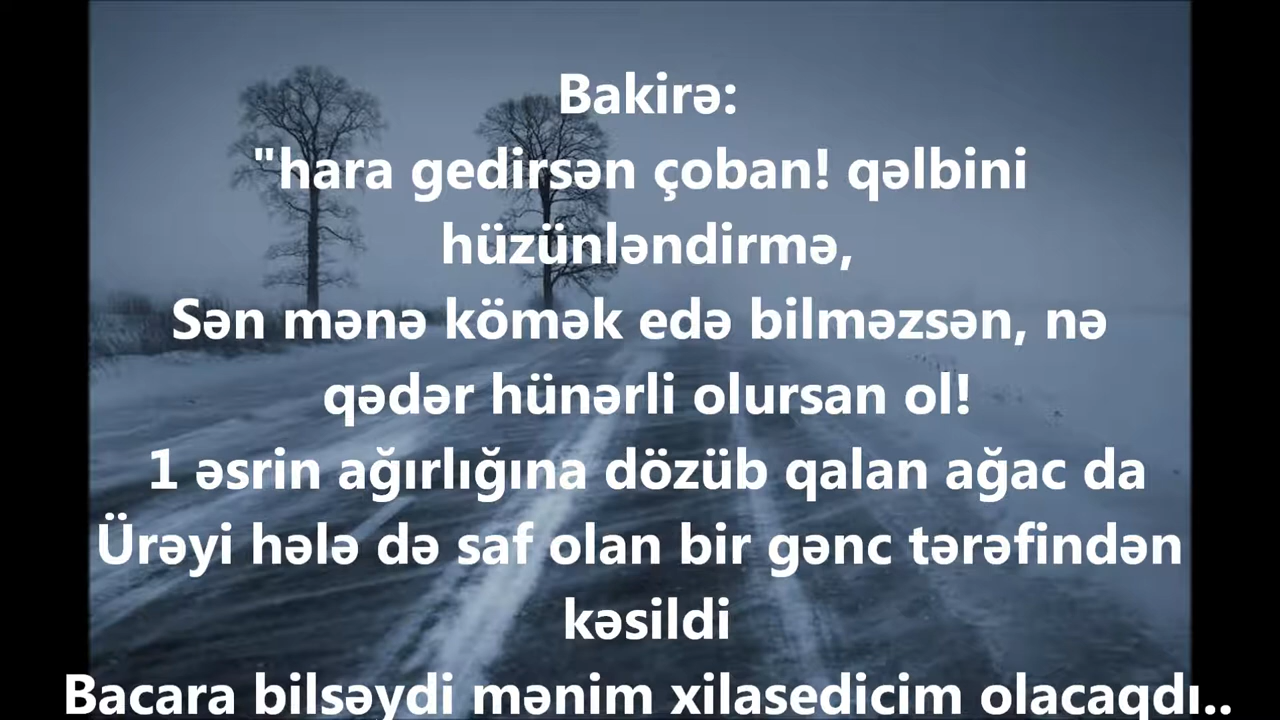 Bakirə:
"hara gedirsən çoban! qəlbini
hüzünləndirmə,
Sən mənə kömək edə bilməzsən, nə
qədər hünərli olursan ol!
1 əsrin ağırlığına dözüb qalan ağac da
Ürəyi hələ də saf olan bir gənc tərəfindən
kəsildi
Bacara bilsəydi mənim xilasedicim olacaqdı..